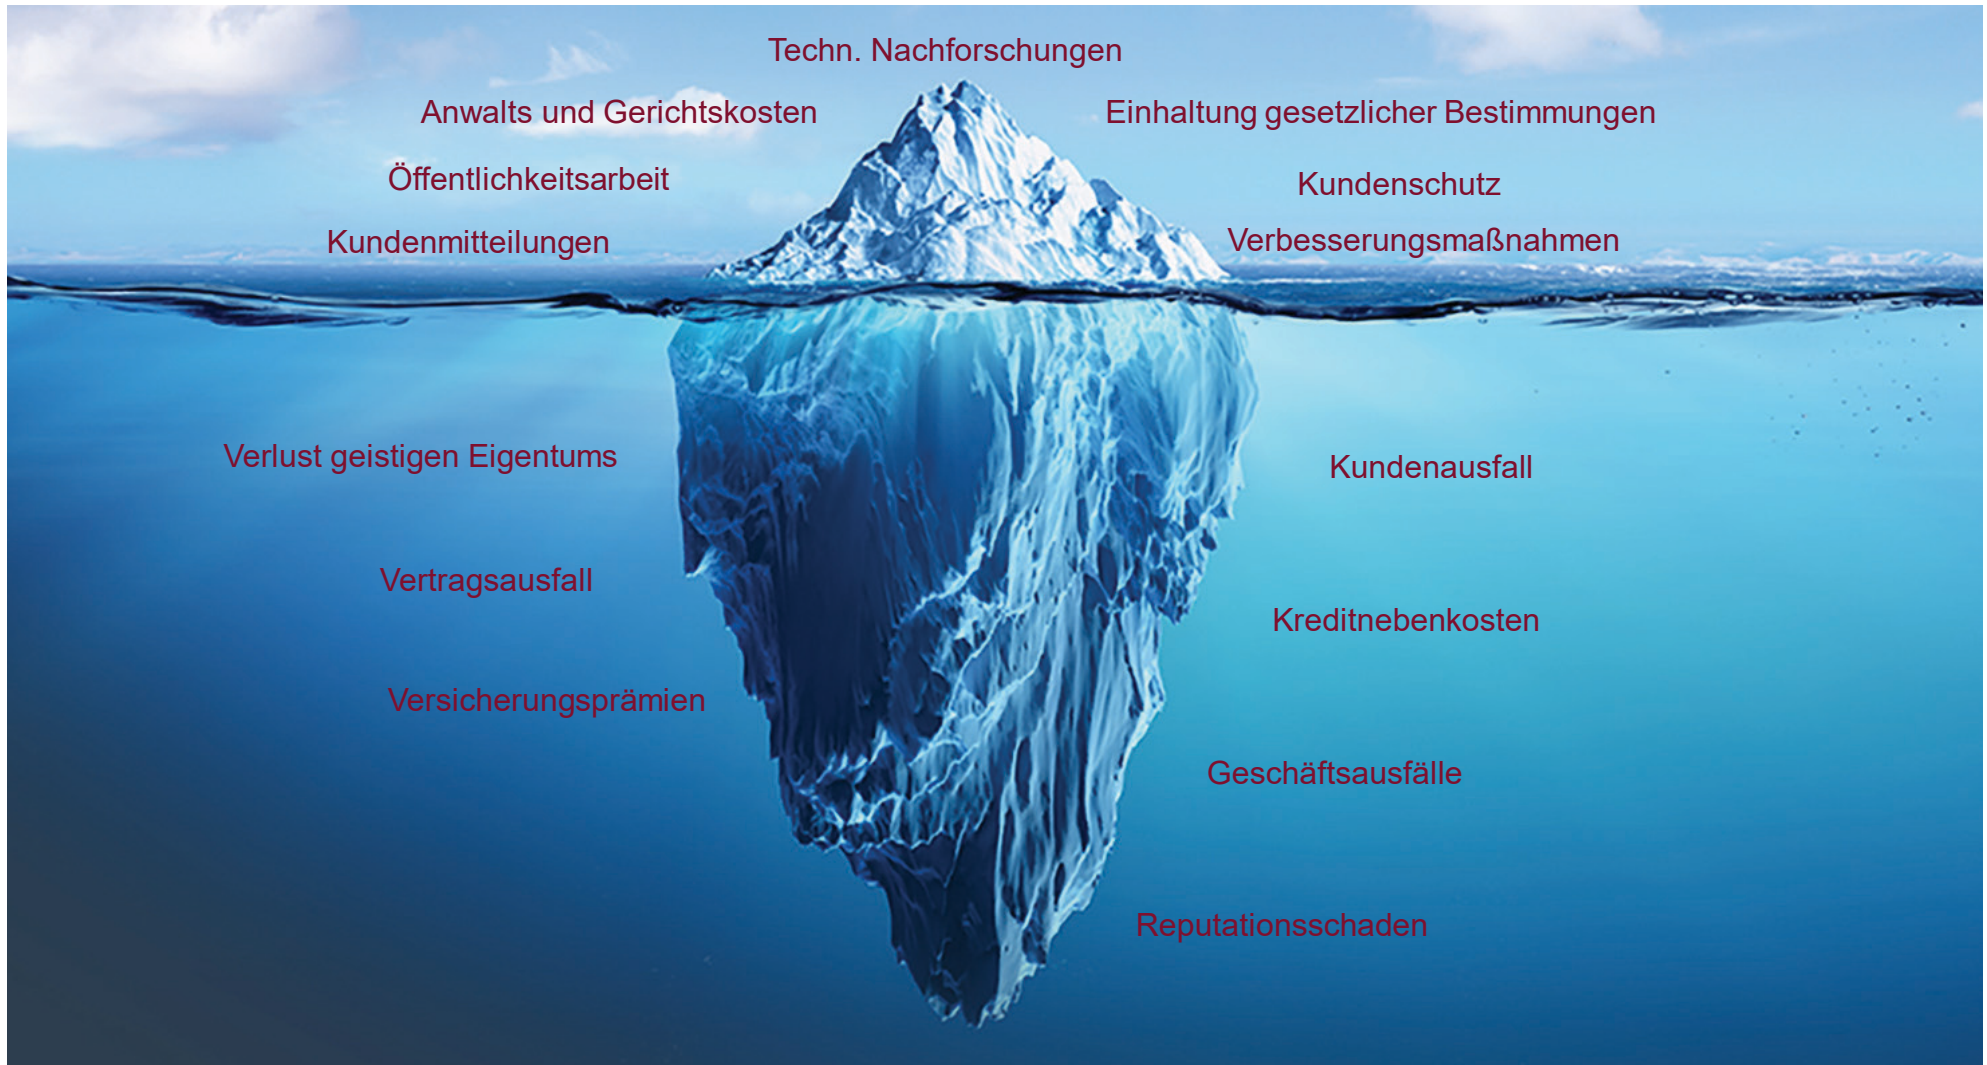 Techn. Nachforschungen
Anwalts und Gerichtskosten
Einhaltung gesetzlicher Bestimmungen
Öffentlichkeitsarbeit
Kundenschutz
Kundenmitteilungen
Verbesserungsmaßnahmen
Verlust geistigen Eigentums
Kundenausfall
Vertragsausfall
Kreditnebenkosten
Versicherungsprämien
Geschäftsausfälle
Reputationsschaden